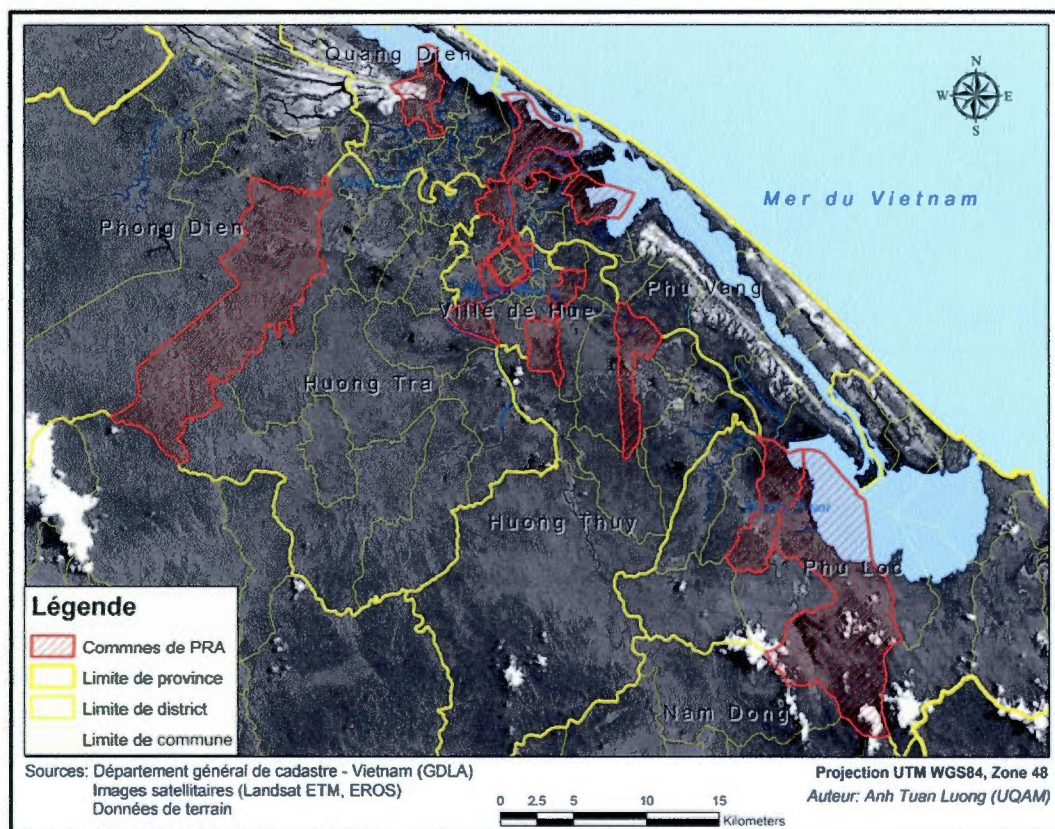 Quang Dien
N
W E
S
Mer du Vietnam
Phong Dien
Phu Vang
Ville de Hue
Huong Tra
Huong Thuy
Phu Loc
Nam Dong
Légende
Commnes de PRA
Limite de province
Limite de district
Limite de commune
Sources: Département général de cadastre - Vietnam (GDLA)
Images satellitaires (Landsat ETM, EROS)
Données de terrain
0 2.5 5 10 15
Kilometers
Projection UTM WGS84, Zone 48
Auteur: Anh Tuan Luong (UQAM)